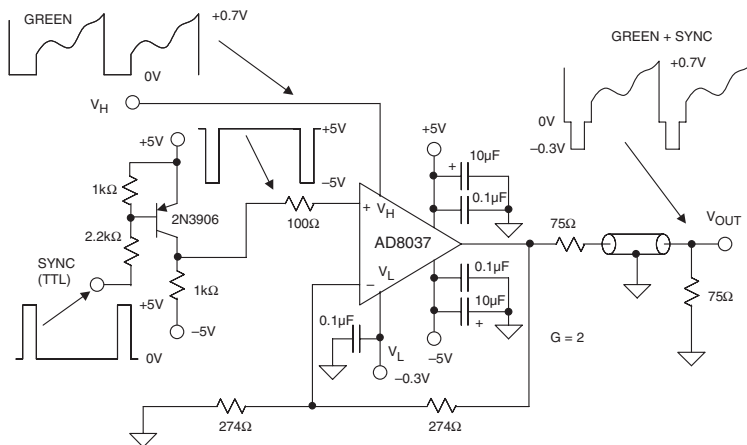 GREEN
+0.7V
0V
V_H
GREEN + SYNC
+0.7V
0V
−0.3V
+5V
+5V
−5V
1kΩ
2N3906
2.2kΩ
SYNC
(TTL)
+5V
0V
1kΩ
−5V
100Ω
+ V_H
AD8037
V_L
−
+5V
+
10μF
0.1μF
0.1μF
10μF
+
−5V
0.1μF
V_L
−0.3V
75Ω
V_OUT
75Ω
G = 2
274Ω
274Ω